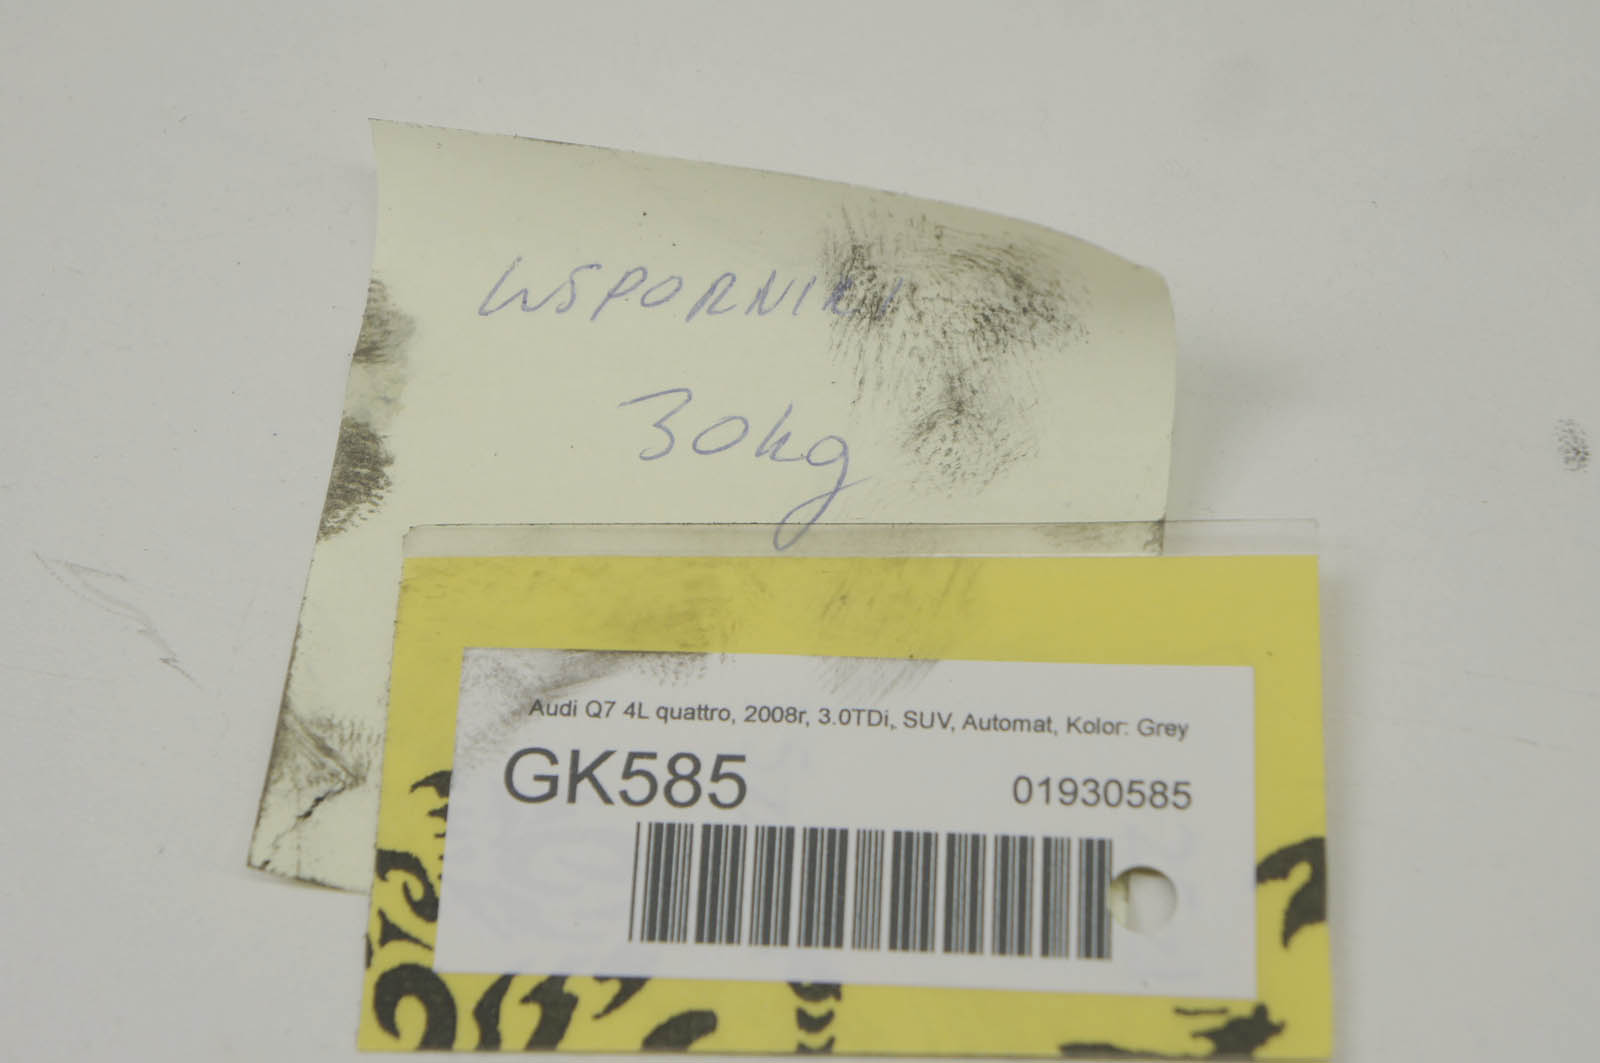 WSPORNIKI
30kg
Audi Q7 4L quattro, 2008r, 3.0TDi,, SUV, Automat, Kolor: Grey
GK585
01930585